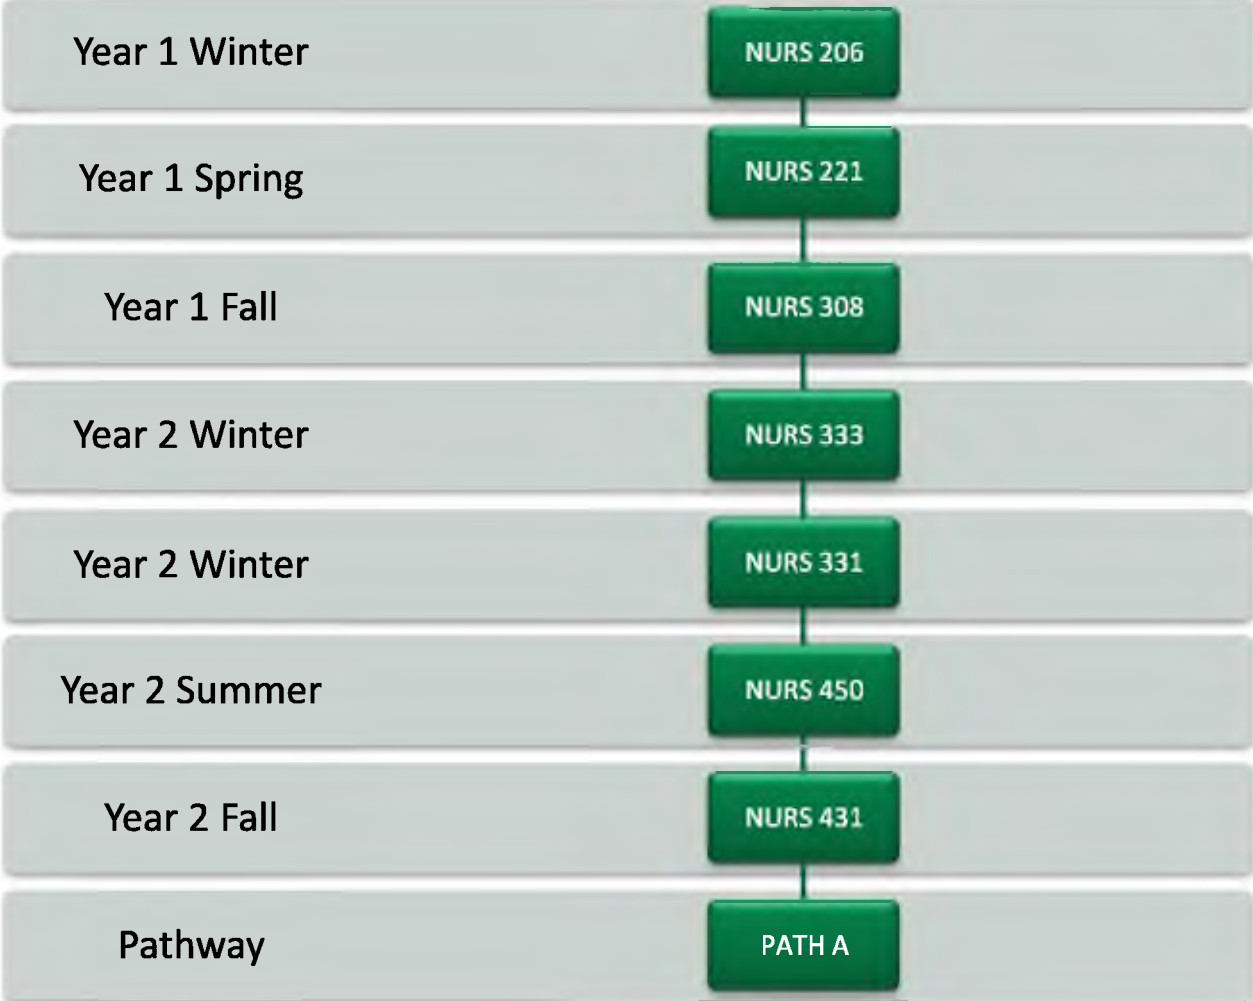 Year 1 Winter
NURS 206
Year 1 Spring
NURS 221
Year 1 Fall
NURS 308
Year 2 Winter
NURS 333
Year 2 Winter
NURS 331
Year 2 Summer
NURS 450
Year 2 Fall
NURS 431
Pathway
PATH A